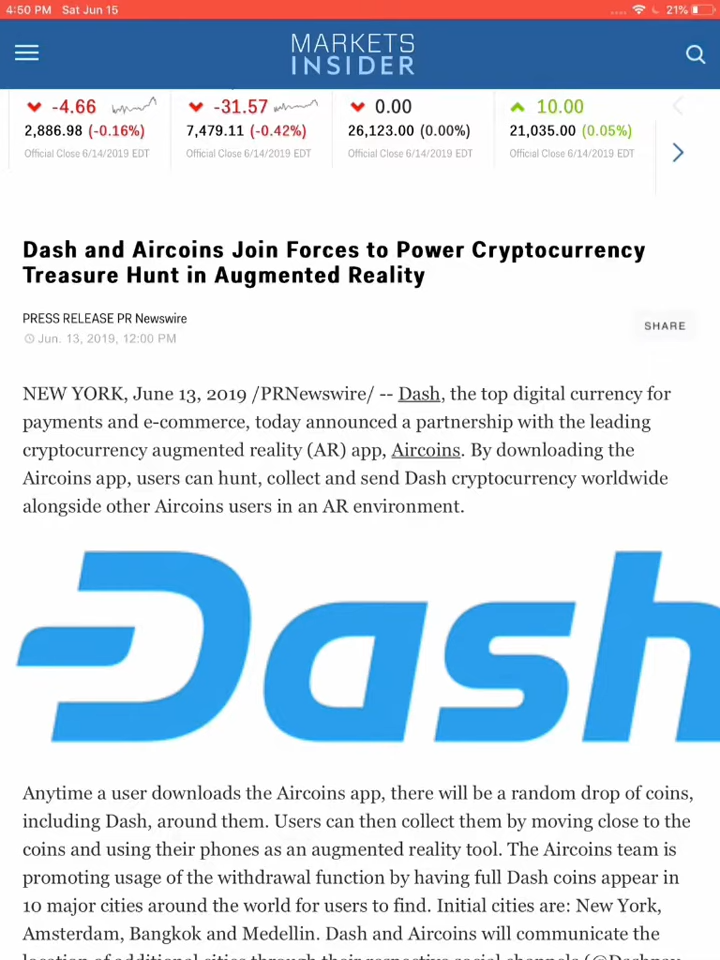 4:50 PM Sat Jun 15 21%
MARKETS
INSIDER
-4.66 -31.57 0.00 10.00
2,886.98 (-0.16%) 7,479.11 (-0.42%) 26,123.00 (0.00%) 21,035.00 (0.05%)
Official Close 6/14/2019 EDT Official Close 6/14/2019 EDT Official Close 6/14/2019 EDT Official Close 6/14/2019 EDT
Dash and Aircoins Join Forces to Power Cryptocurrency
Treasure Hunt in Augmented Reality
PRESS RELEASE PR Newswire
Jun. 13, 2019, 12:00 PM
SHARE
NEW YORK, June 13, 2019 /PRNewswire/ -- Dash, the top digital currency for
payments and e-commerce, today announced a partnership with the leading
cryptocurrency augmented reality (AR) app, Aircoins. By downloading the
Aircoins app, users can hunt, collect and send Dash cryptocurrency worldwide
alongside other Aircoins users in an AR environment.
Dash
Anytime a user downloads the Aircoins app, there will be a random drop of coins,
including Dash, around them. Users can then collect them by moving close to the
coins and using their phones as an augmented reality tool. The Aircoins team is
promoting usage of the withdrawal function by having full Dash coins appear in
10 major cities around the world for users to find. Initial cities are: New York,
Amsterdam, Bangkok and Medellin. Dash and Aircoins will communicate the
location of additional cities through their respective social channels (@Dashpay